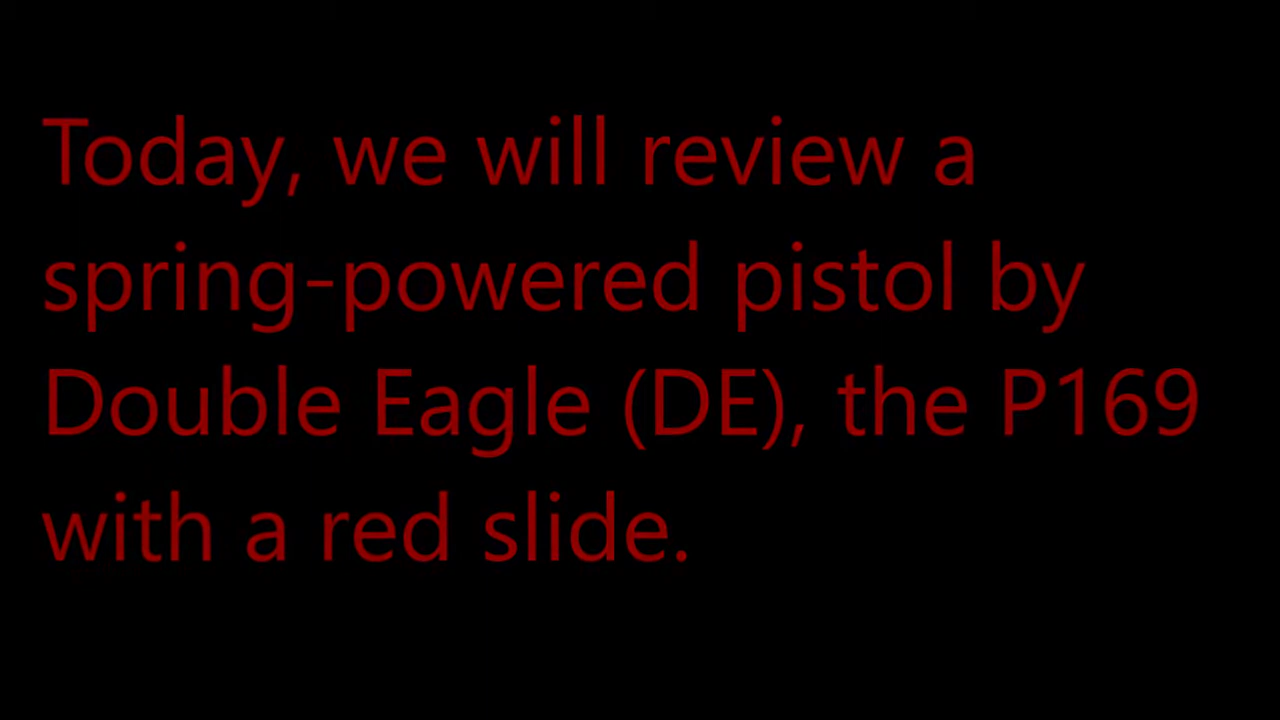 Today, we will review a
spring-powered pistol by
Double Eagle (DE), the P169
with a red slide.